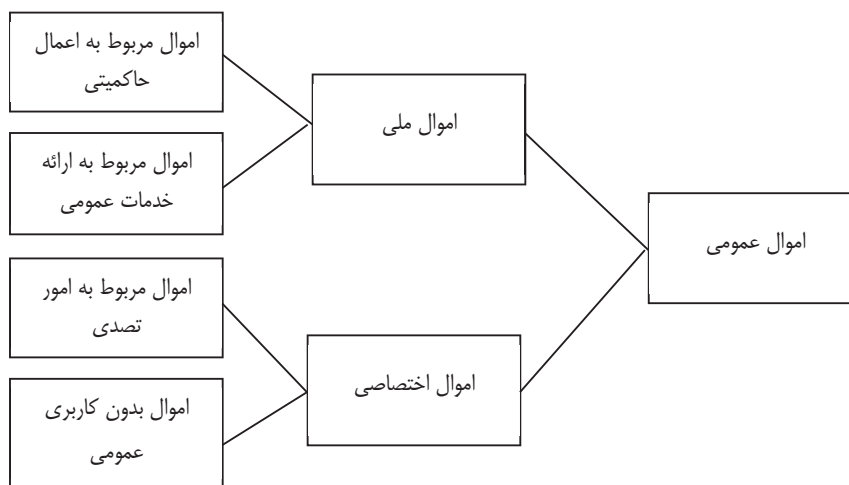 اموال عمومی
اموال ملی
اموال مربوط به اعمال
حاکمیتی
اموال مربوط به ارائه
خدمات عمومی
اموال اختصاصی
اموال مربوط به امور
تصدی
اموال بدون کاربری
عمومی